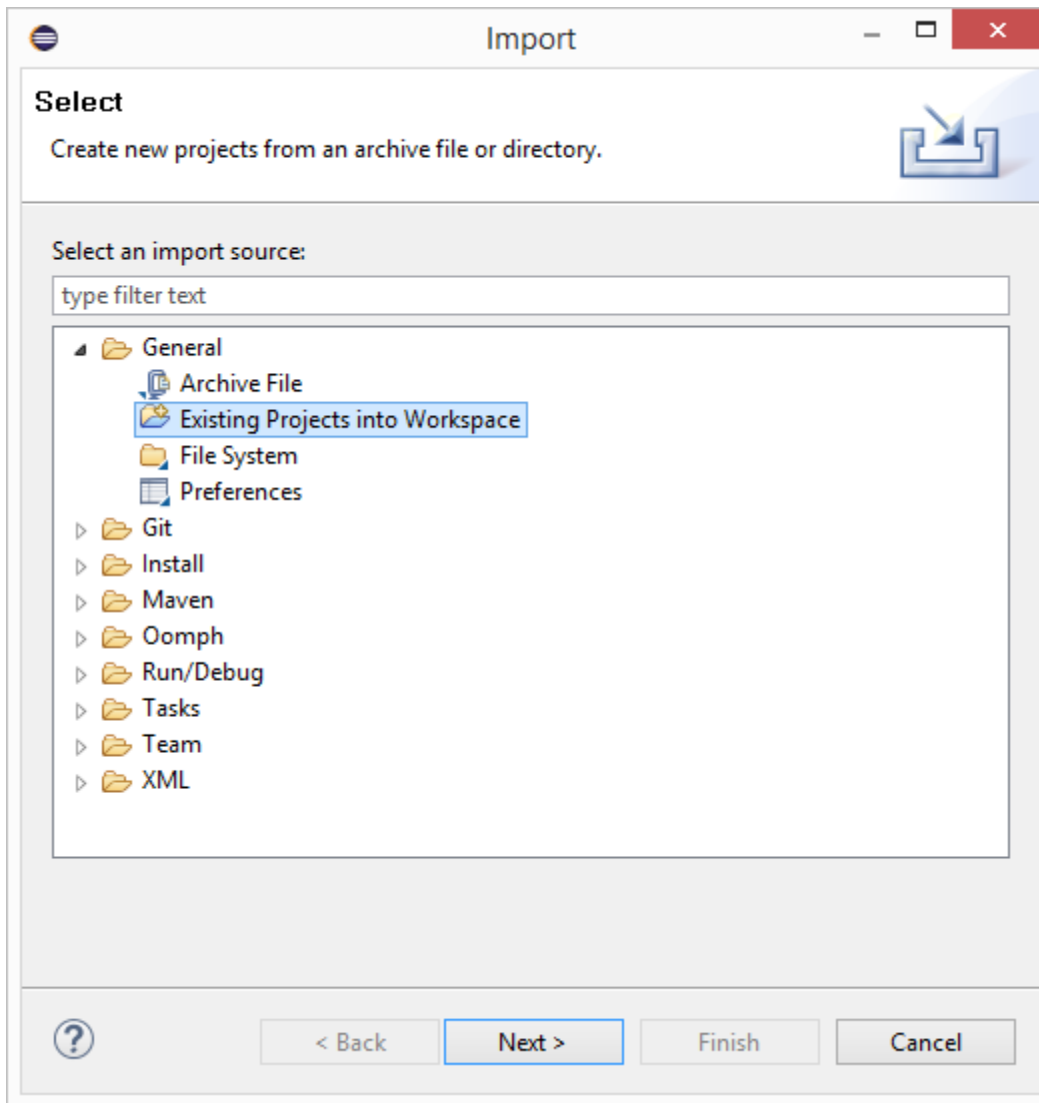 Import
Select
Create new projects from an archive file or directory.
Select an import source:
type filter text
General
Archive File
Existing Projects into Workspace
File System
Preferences
Git
Install
Maven
Oomph
Run/Debug
Tasks
Team
XML
< Back Next > Finish Cancel